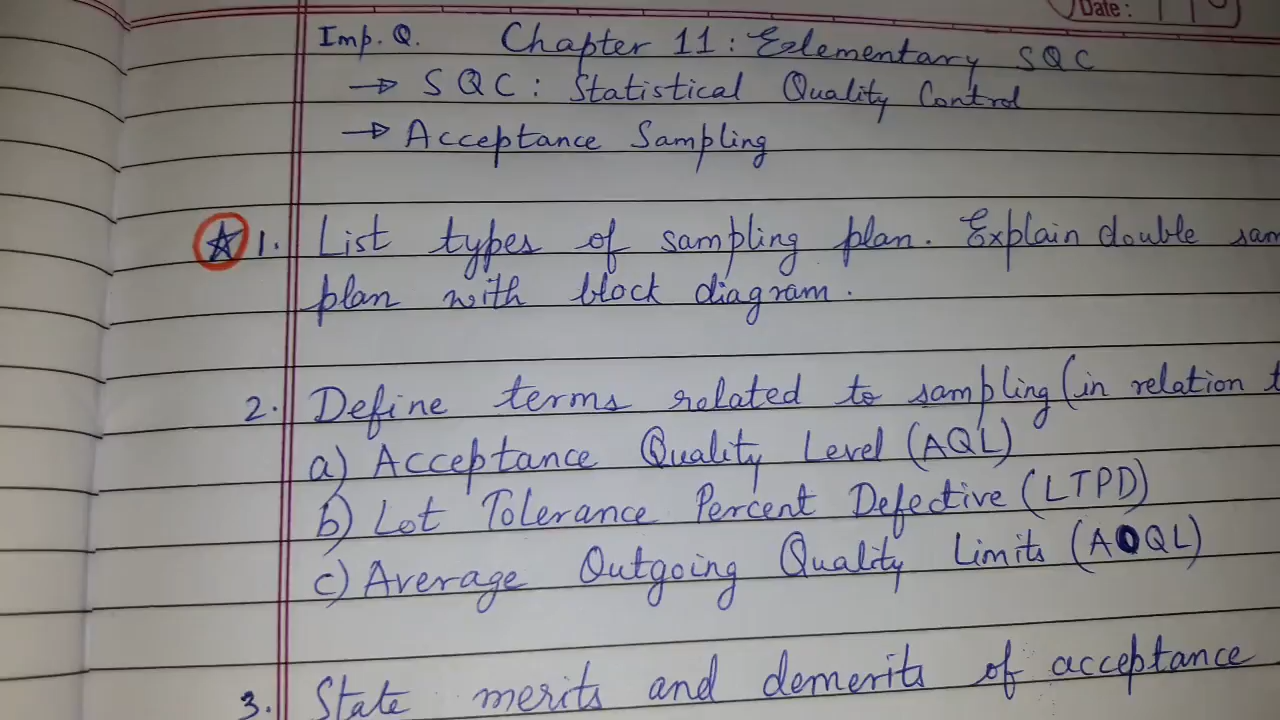 Date :
Imp. Q. Chapter 11 : Eelementary SQC
→ SQC : Statistical Quality Control
→ Acceptance Sampling
1. List types of sampling plan. Explain double sam
plan with block diagram.
2. Define terms related to sampling (in relation t
a) Acceptance Quality Level (AQL)
b) Lot Tolerance Percent Defective (LTPD)
c) Average Outgoing Quality Limits (AOQL)
3. State merits and demerits of acceptance